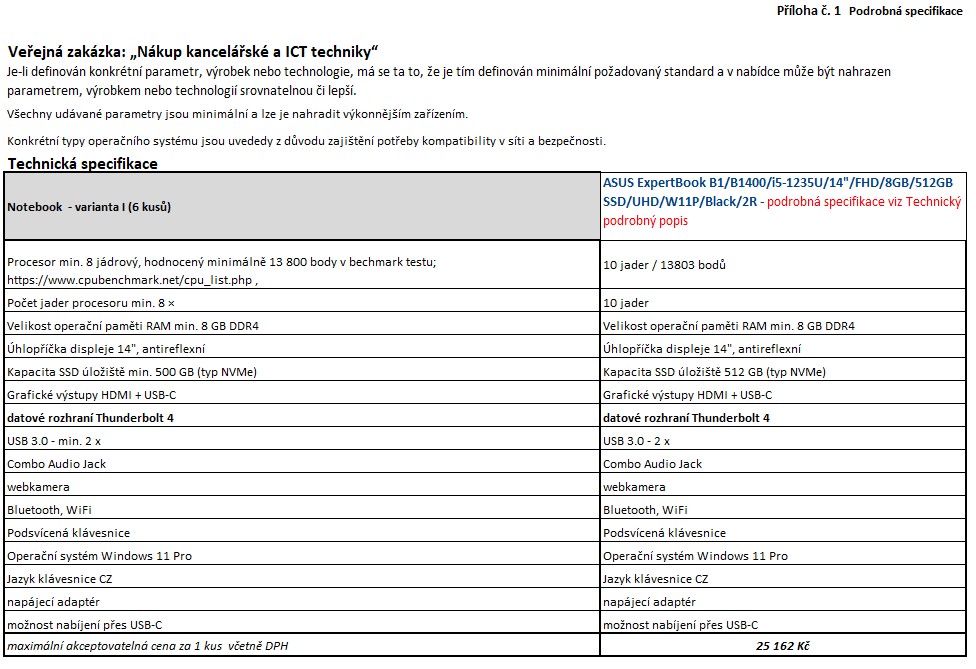 Příloha č. 1 Podrobná specifikace
Veřejná zakázka: „Nákup kancelářské a ICT techniky“
Je-li definován konkrétní parametr, výrobek nebo technologie, má se ta to, že je tím definován minimální požadovaný standard a v nabídce může být nahrazen
parametrem, výrobkem nebo technologií srovnatelnou či lepší.
Všechny udávané parametry jsou minimální a lze je nahradit výkonnějším zařízením.
Konkrétní typy operačního systému jsou uvededy z důvodu zajištění potřeby kompatibility v síti a bezpečnosti.
Technická specifikace
Notebook - varianta I (6 kusů)
ASUS ExpertBook B1/B1400/i5-1235U/14"/FHD/8GB/512GB
SSD/UHD/W11P/Black/2R - podrobná specifikace viz Technický
podrobný popis
Procesor min. 8 jádrový, hodnocený minimálně 13 800 body v bechmark testu;
https://www.cpubenchmark.net/cpu_list.php ,
10 jader / 13803 bodů
Počet jader procesoru min. 8 ×
10 jader
Velikost operační paměti RAM min. 8 GB DDR4
Velikost operační paměti RAM min. 8 GB DDR4
Úhlopříčka displeje 14", antireflexní
Úhlopříčka displeje 14", antireflexní
Kapacita SSD úložiště min. 500 GB (typ NVMe)
Kapacita SSD úložiště 512 GB (typ NVMe)
Grafické výstupy HDMI + USB-C
Grafické výstupy HDMI + USB-C
datové rozhraní Thunderbolt 4
datové rozhraní Thunderbolt 4
USB 3.0 - min. 2 x
USB 3.0 - 2 x
Combo Audio Jack
Combo Audio Jack
webkamera
webkamera
Bluetooth, WiFi
Bluetooth, WiFi
Podsvícená klávesnice
Podsvícená klávesnice
Operační systém Windows 11 Pro
Operační systém Windows 11 Pro
Jazyk klávesnice CZ
Jazyk klávesnice CZ
napájecí adaptér
napájecí adaptér
možnost nabíjení přes USB-C
možnost nabíjení přes USB-C
maximální akceptovatelná cena za 1 kus včetně DPH
25 162 Kč